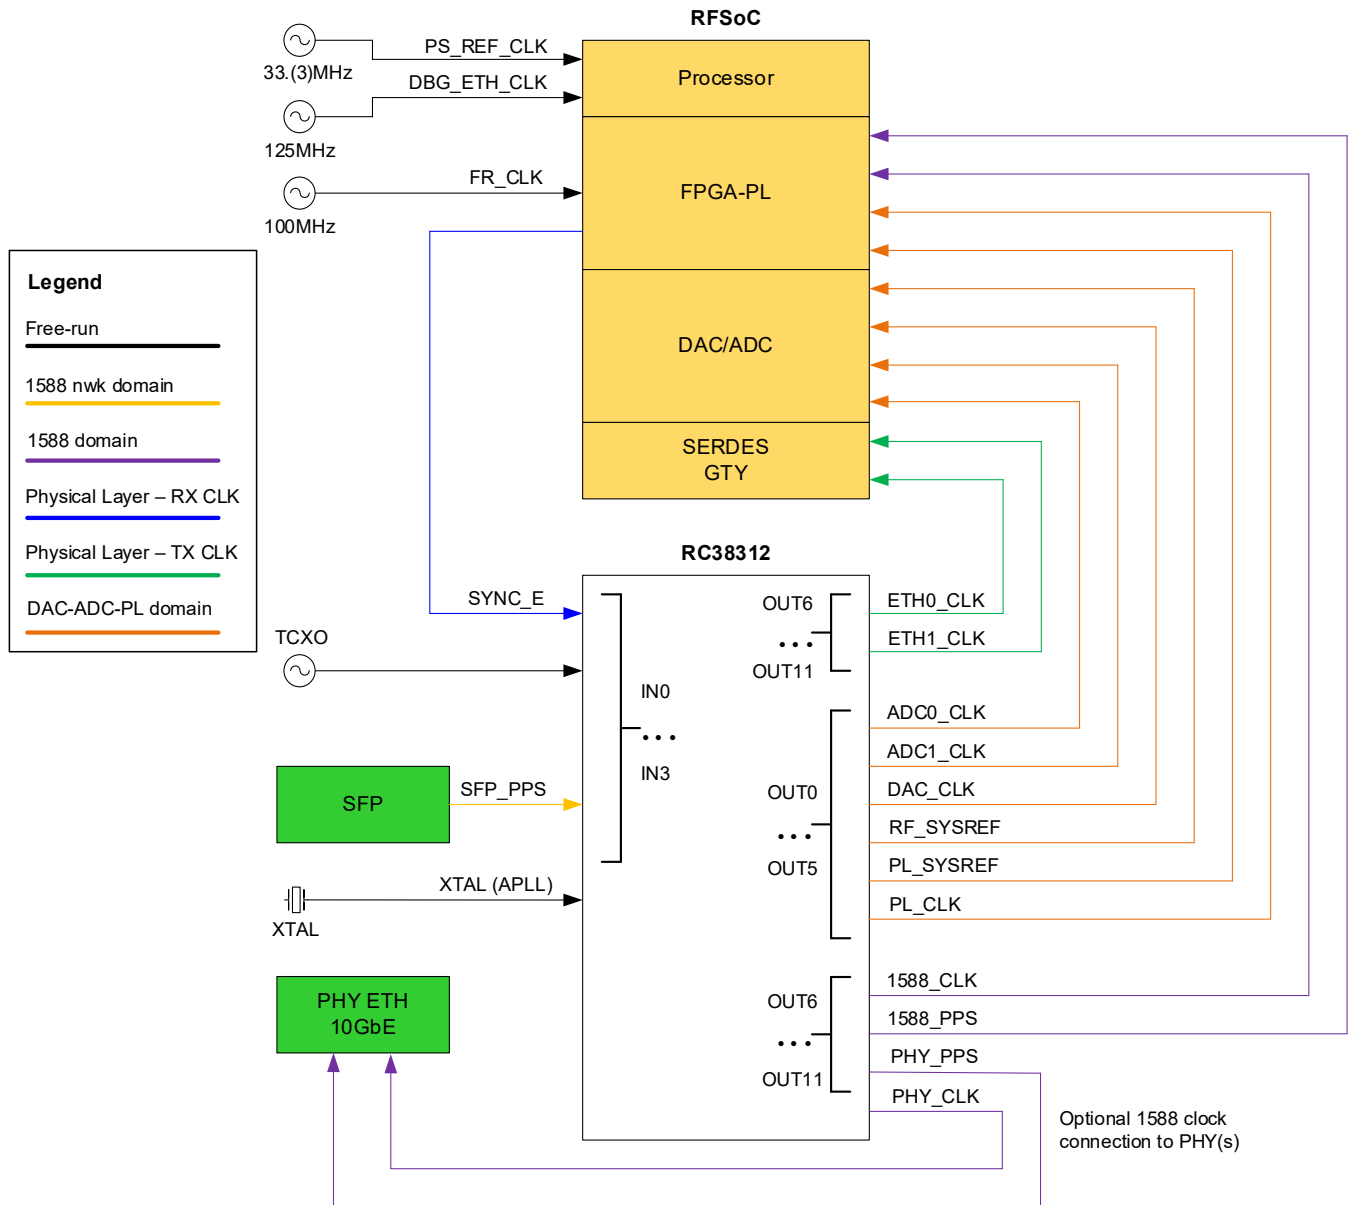 RFSoC
33.(3)MHz
PS_REF_CLK
DBG_ETH_CLK
125MHz
FR_CLK
100MHz
Processor
FPGA-PL
DAC/ADC
SERDES
GTY
Legend
Free-run
1588 nwk domain
1588 domain
Physical Layer – RX CLK
Physical Layer – TX CLK
DAC-ADC-PL domain
RC38312
SYNC_E
TCXO
SFP
SFP_PPS
XTAL (APLL)
XTAL
PHY ETH
10GbE
IN0
...
IN3
OUT6
...
OUT11
ETH0_CLK
ETH1_CLK
OUT0
...
OUT5
ADC0_CLK
ADC1_CLK
DAC_CLK
RF_SYSREF
PL_SYSREF
PL_CLK
OUT6
...
OUT11
1588_CLK
1588_PPS
PHY_PPS
PHY_CLK
Optional 1588 clock
connection to PHY(s)